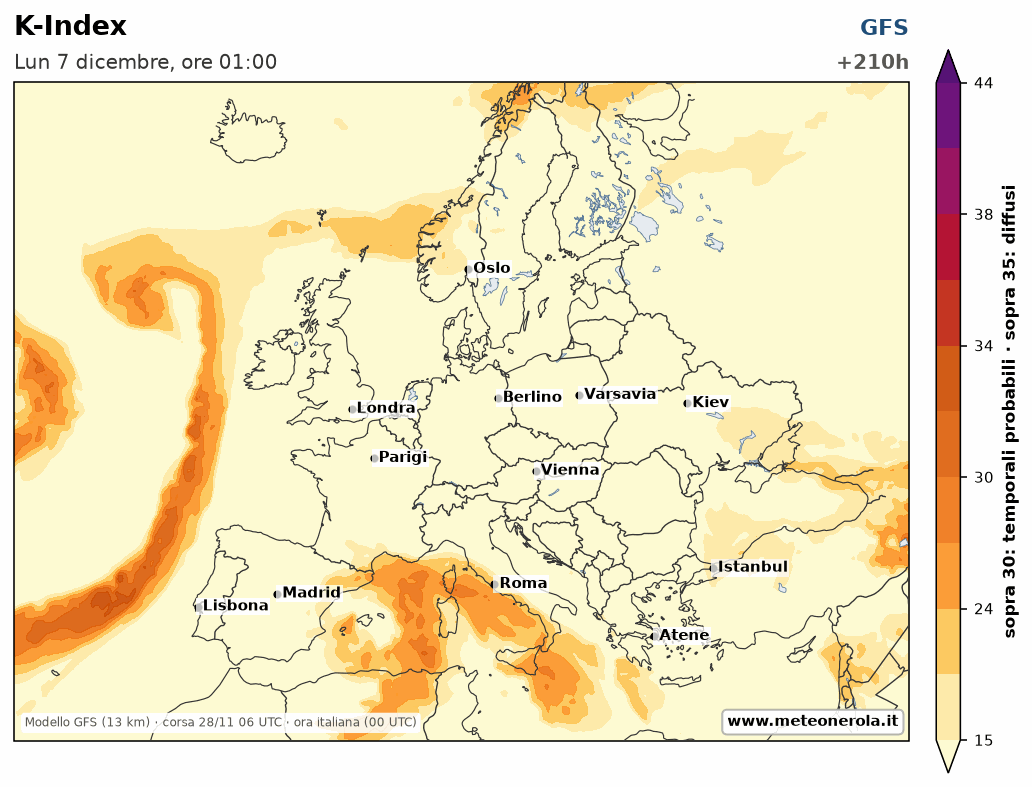 K-Index
GFS
Lun 7 dicembre, ore 01:00
+210h
44
38
34
30
24
15
sopra 30: temporali probabili · sopra 35: diffusi
Oslo
Berlino
Varsavia
Kiev
Londra
Parigi
Vienna
Istanbul
Roma
Madrid
Lisbona
Atene
Modello GFS (13 km) · corsa 28/11 06 UTC · ora italiana (00 UTC)
www.meteonerola.it